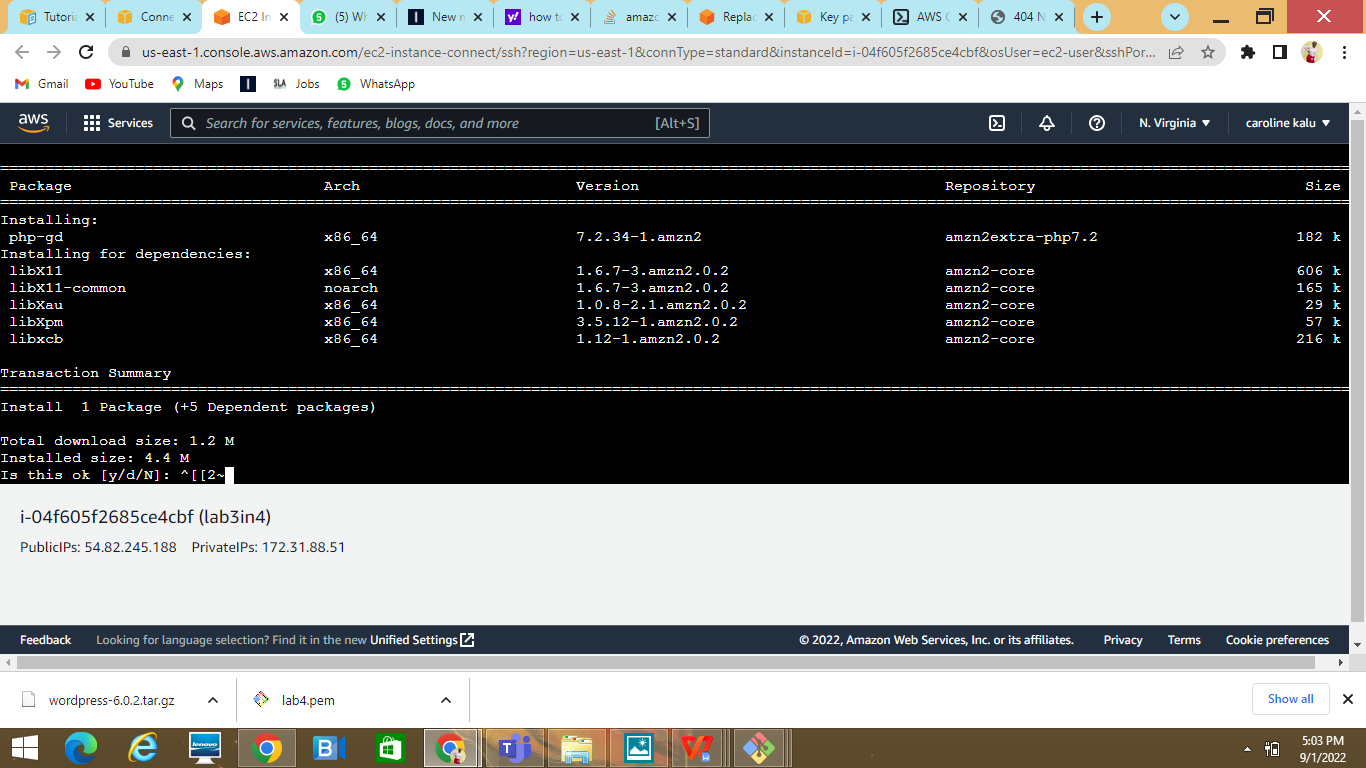 Tutoria
Conne
EC2 In
(5) Wh
New n
how to
amazo
Replac
Key pa
AWS C
404 N
us-east-1.console.aws.amazon.com/ec2-instance-connect/ssh?region=us-east-1&connType=standard&instanceId=i-04f605f2685ce4cbf&osUser=ec2-user&sshPor...
Gmail YouTube Maps SLA Jobs WhatsApp
aws Services Search for services, features, blogs, docs, and more [Alt+S] N. Virginia caroline kalu
Package Arch Version Repository Size
Installing:
php-gd x86_64 7.2.34-1.amzn2 amzn2extra-php7.2 182 k
Installing for dependencies:
libX11 x86_64 1.6.7-3.amzn2.0.2 amzn2-core 606 k
libX11-common noarch 1.6.7-3.amzn2.0.2 amzn2-core 165 k
libXau x86_64 1.0.8-2.1.amzn2.0.2 amzn2-core 29 k
libXpm x86_64 3.5.12-1.amzn2.0.2 amzn2-core 57 k
libxcb x86_64 1.12-1.amzn2.0.2 amzn2-core 216 k
Transaction Summary
Install 1 Package (+5 Dependent packages)
Total download size: 1.2 M
Installed size: 4.4 M
Is this ok [y/d/N]: ^[[2~
i-04f605f2685ce4cbf (lab3in4)
PublicIPs: 54.82.245.188 PrivateIPs: 172.31.88.51
Feedback Looking for language selection? Find it in the new Unified Settings © 2022, Amazon Web Services, Inc. or its affiliates. Privacy Terms Cookie preferences
wordpress-6.0.2.tar.gz lab4.pem Show all
lenovo
5:03 PM
9/1/2022